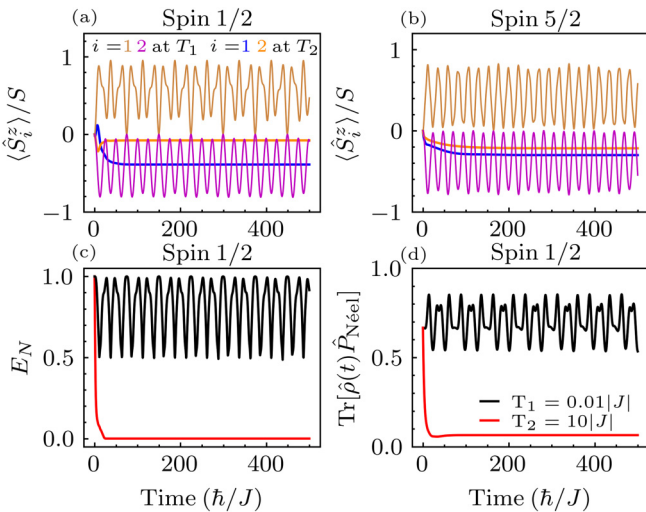 (a) Spin 1/2
(b) Spin 5/2
i = 1 2 at T₁ i = 1 2 at T₂
⟨Ŝᵢᶻ⟩/S
1
0
−1
0 200 400
⟨Ŝᵢᶻ⟩/S
1
0
−1
0 200 400
(c) Spin 1/2
(d) Spin 1/2
E_N
1.0
0.5
0.0
0 200 400
Time (ħ/J)
Tr[ρ̂(t)P̂_Néel]
1.0
0.5
0.0
T₁ = 0.01|J|
T₂ = 10|J|
0 200 400
Time (ħ/J)